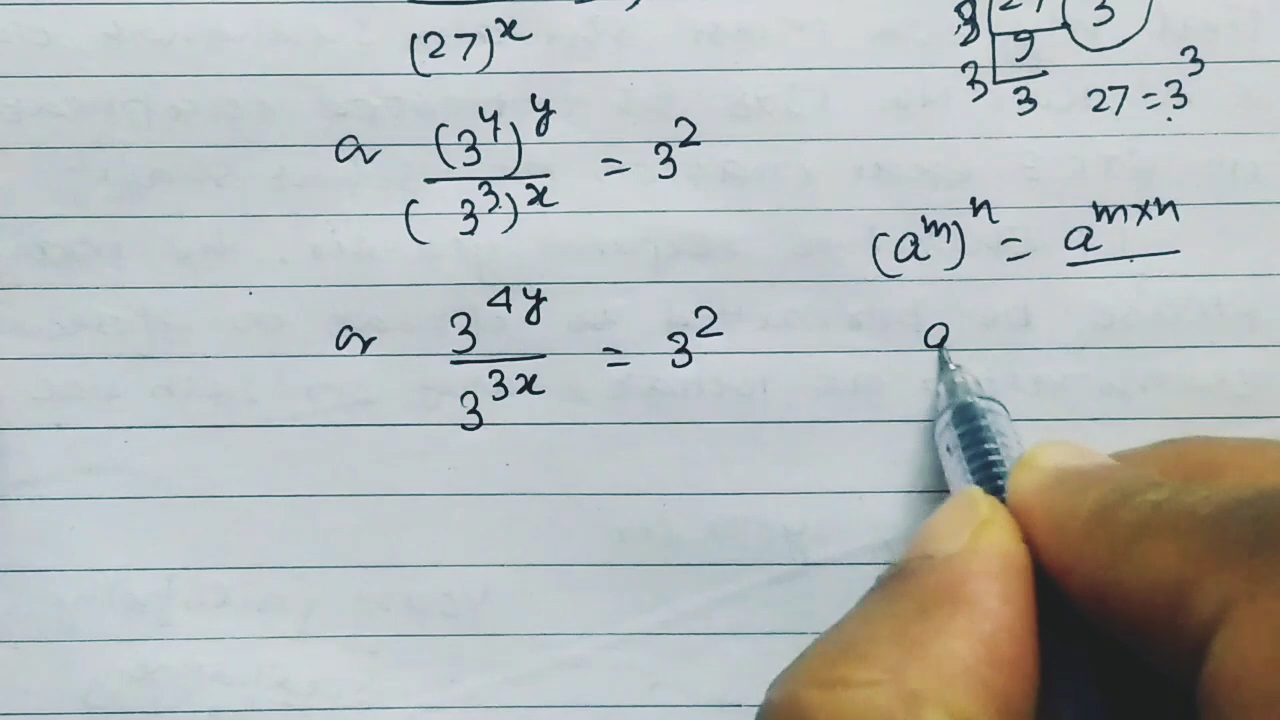 (27)^x
8 | 27 (3)
9
3 | 3 27 = 3^3
or (3^4)^y / (3^3)^x = 3^2
(a^m)^n = a^{m×n}
or 3^{4y} / 3^{3x} = 3^2
a